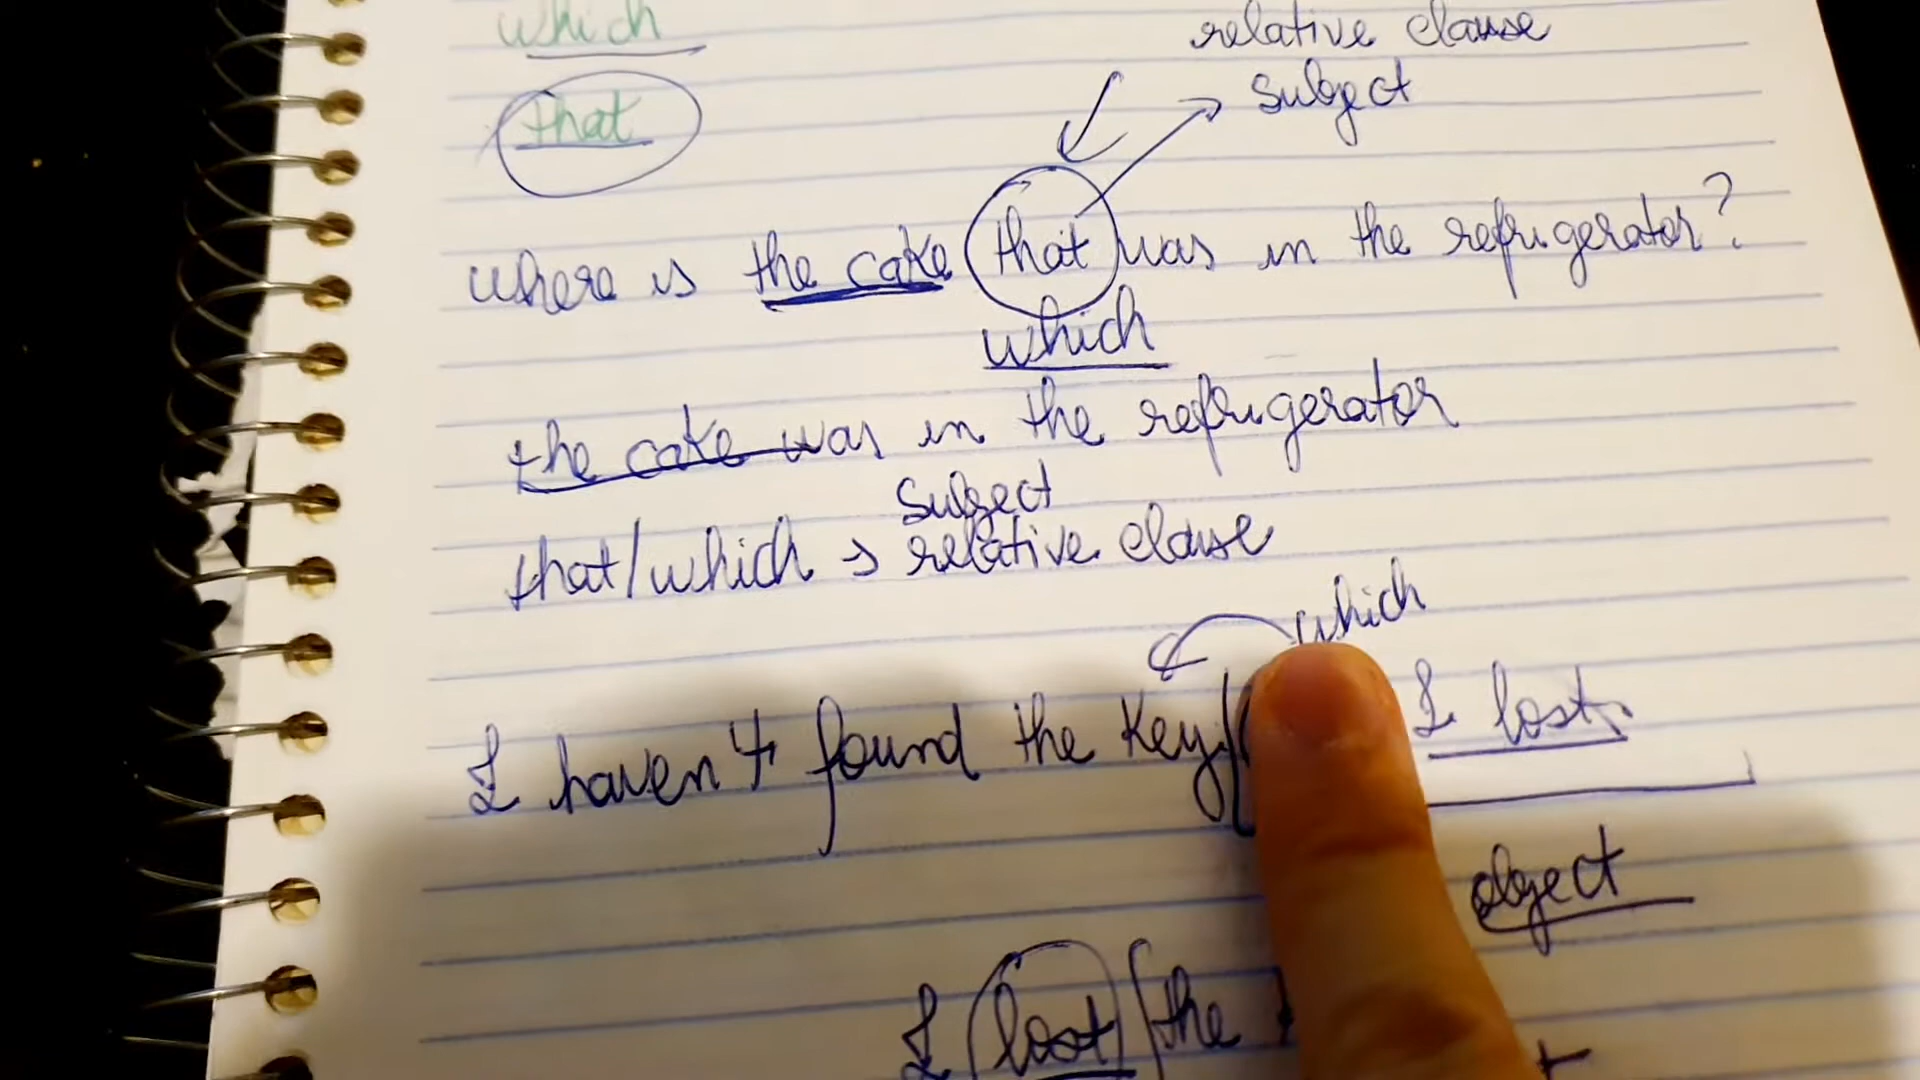 which
relative clause
that
subject
where is the cake that was in the refrigerator?
which
the cake was in the refrigerator
subject
that/which → relative clause
which
I haven't found the key I lost
object
I lost the